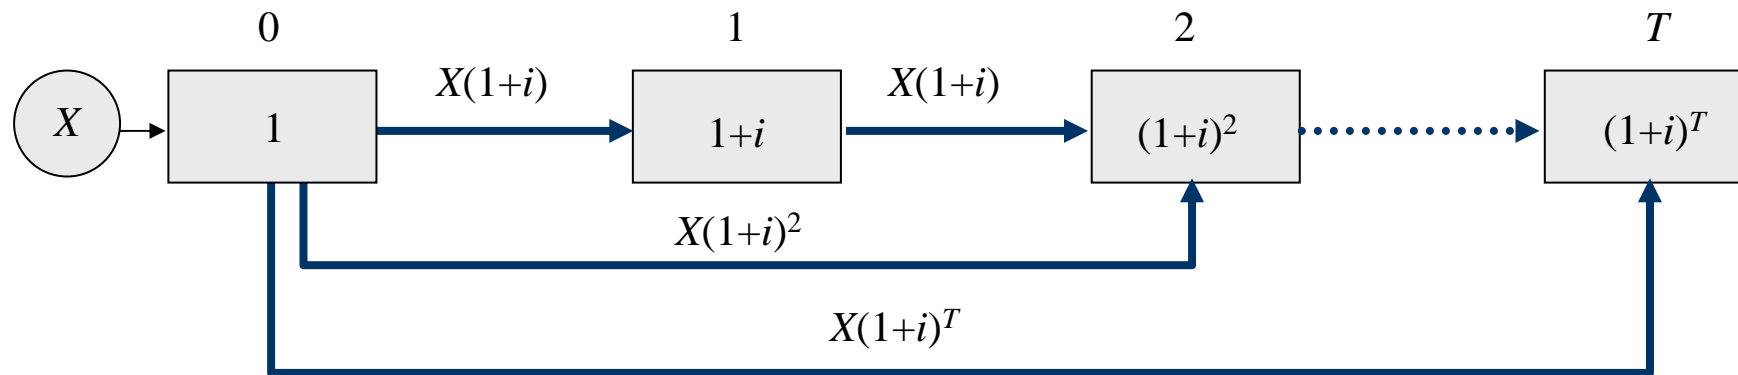 0 1 2 T
X(1+i) X(1+i)
X 1 1+i (1+i)² (1+i)ᵀ
X(1+i)²
X(1+i)ᵀ